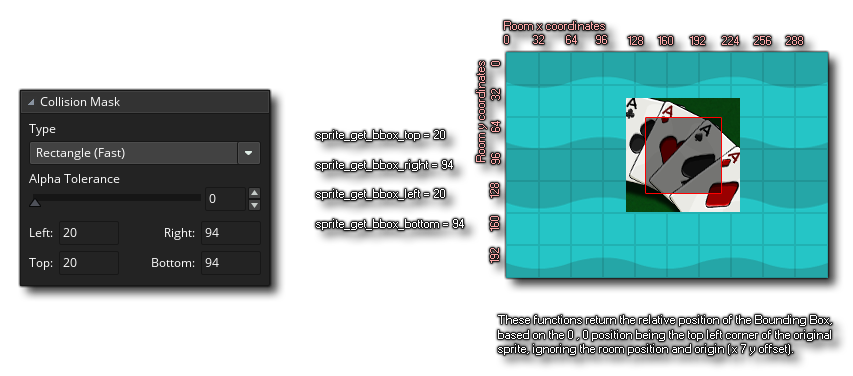 Collision Mask
Type
Rectangle (Fast)
Alpha Tolerance
0
Left: 20 Right: 94
Top: 20 Bottom: 94
sprite_get_bbox_top = 20
sprite_get_bbox_right = 94
sprite_get_bbox_left = 20
sprite_get_bbox_bottom = 94
Room x coordinates
0 32 64 96 128 160 192 224 256 288
Room y coordinates
0 32 64 96 128 160 192
A A A A
These functions return the relative position of the Bounding Box,
based on the 0 , 0 position being the top left corner of the original
sprite, ignoring the room position and origin (x 7 y offset).